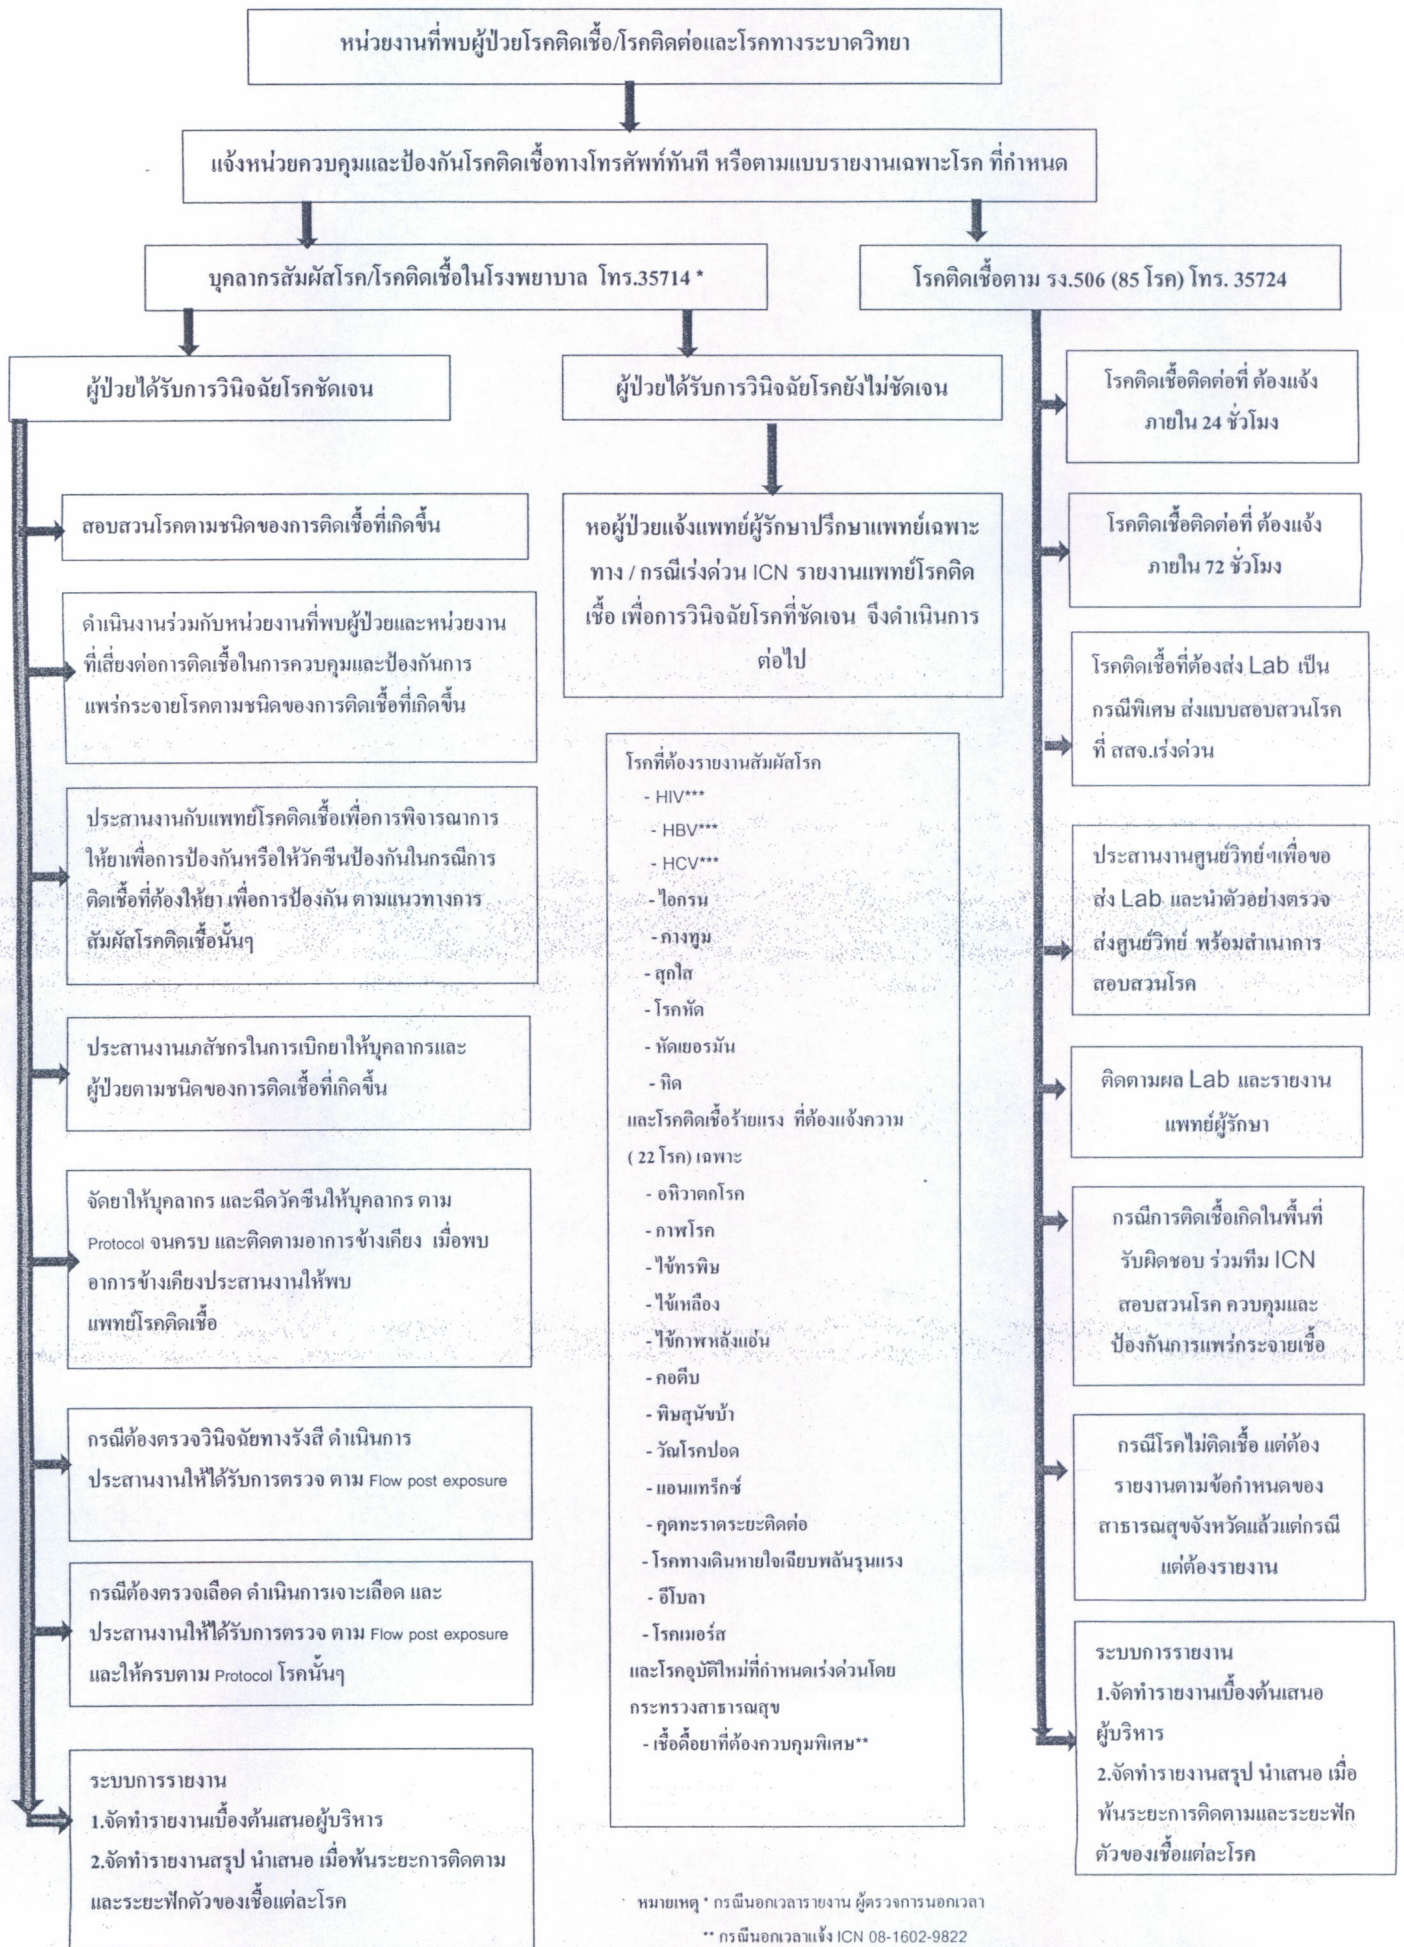 หน่วยงานที่พบผู้ป่วยโรคติดเชื้อ/โรคติดต่อและโรคทางระบาดวิทยา
แจ้งหน่วยควบคุมและป้องกันโรคติดเชื้อทางโทรศัพท์ทันที หรือตามแบบรายงานเฉพาะโรค ที่กำหนด
บุคลากรสัมผัสโรค/โรคติดเชื้อในโรงพยาบาล โทร.35714 *
โรคติดเชื้อตาม รง.506 (85 โรค) โทร. 35724
ผู้ป่วยได้รับการวินิจฉัยโรคชัดเจน
สอบสวนโรคตามชนิดของการติดเชื้อที่เกิดขึ้น
ดำเนินงานร่วมกับหน่วยงานที่พบผู้ป่วยและหน่วยงาน
ที่เสี่ยงต่อการติดเชื้อในการควบคุมและป้องกันการ
แพร่กระจายโรคตามชนิดของการติดเชื้อที่เกิดขึ้น
ประสานงานกับแพทย์โรคติดเชื้อเพื่อการพิจารณาการ
ให้ยาเพื่อการป้องกันหรือให้วัคซีนป้องกันในกรณีการ
ติดเชื้อที่ต้องให้ยา เพื่อการป้องกัน ตามแนวทางการ
สัมผัสโรคติดเชื้อนั้นๆ
ประสานงานเภสัชกรในการเบิกยาให้บุคลากรและ
ผู้ป่วยตามชนิดของการติดเชื้อที่เกิดขึ้น
จัดยาให้บุคลากร และฉีดวัคซีนให้บุคลากร ตาม
Protocol จนครบ และติดตามอาการข้างเคียง เมื่อพบ
อาการข้างเคียงประสานงานให้พบ
แพทย์โรคติดเชื้อ
กรณีต้องตรวจวินิจฉัยทางรังสี ดำเนินการ
ประสานงานให้ได้รับการตรวจ ตาม Flow post exposure
กรณีต้องตรวจเลือด ดำเนินการเจาะเลือด และ
ประสานงานให้ได้รับการตรวจ ตาม Flow post exposure
และให้ครบตาม Protocol โรคนั้นๆ
ระบบการรายงาน
1.จัดทำรายงานเบื้องต้นเสนอผู้บริหาร
2.จัดทำรายงานสรุป นำเสนอ เมื่อพ้นระยะการติดตาม
และระยะฟักตัวของเชื้อแต่ละโรค
ผู้ป่วยได้รับการวินิจฉัยโรคยังไม่ชัดเจน
หอผู้ป่วยแจ้งแพทย์ผู้รักษาปรึกษาแพทย์เฉพาะ
ทาง / กรณีเร่งด่วน ICN รายงานแพทย์โรคติด
เชื้อ เพื่อการวินิจฉัยโรคที่ชัดเจน จึงดำเนินการ
ต่อไป
โรคที่ต้องรายงานสัมผัสโรค
- HIV***
- HBV***
- HCV***
- ไอกรน
- คางทูม
- สุกใส
- โรคหัด
- หัดเยอรมัน
- หิด
และโรคติดเชื้อร้ายแรง ที่ต้องแจ้งความ
( 22 โรค) เฉพาะ
- อหิวาตกโรค
- กาฬโรค
- ไข้ทรพิษ
- ไข้เหลือง
- ไข้กาฬหลังแอ่น
- คอตีบ
- พิษสุนัขบ้า
- วัณโรคปอด
- แอนแทร็กซ์
- คุดทะราดระยะติดต่อ
- โรคทางเดินหายใจเฉียบพลันรุนแรง
- อีโบลา
- โรคเมอร์ส
และโรคอุบัติใหม่ที่กำหนดเร่งด่วนโดย
กระทรวงสาธารณสุข
- เชื้อดื้อยาที่ต้องควบคุมพิเศษ**
โรคติดเชื้อติดต่อที่ ต้องแจ้ง
ภายใน 24 ชั่วโมง
โรคติดเชื้อติดต่อที่ ต้องแจ้ง
ภายใน 72 ชั่วโมง
โรคติดเชื้อที่ต้องส่ง Lab เป็น
กรณีพิเศษ ส่งแบบสอบสวนโรค
ที่ สสจ.เร่งด่วน
ประสานงานศูนย์วิทย์ฯเพื่อขอ
ส่ง Lab และนำตัวอย่างตรวจ
ส่งศูนย์วิทย์ พร้อมสำเนาการ
สอบสวนโรค
ติดตามผล Lab และรายงาน
แพทย์ผู้รักษา
กรณีการติดเชื้อเกิดในพื้นที่
รับผิดชอบ ร่วมทีม ICN
สอบสวนโรค ควบคุมและ
ป้องกันการแพร่กระจายเชื้อ
กรณีโรคไม่ติดเชื้อ แต่ต้อง
รายงานตามข้อกำหนดของ
สาธารณสุขจังหวัดแล้วแต่กรณี
แต่ต้องรายงาน
ระบบการรายงาน
1.จัดทำรายงานเบื้องต้นเสนอ
ผู้บริหาร
2.จัดทำรายงานสรุป นำเสนอ เมื่อ
พ้นระยะการติดตามและระยะฟัก
ตัวของเชื้อแต่ละโรค
หมายเหตุ * กรณีนอกเวลารายงาน ผู้ตรวจการนอกเวลา
** กรณีนอกเวลาแจ้ง ICN 08-1602-9822